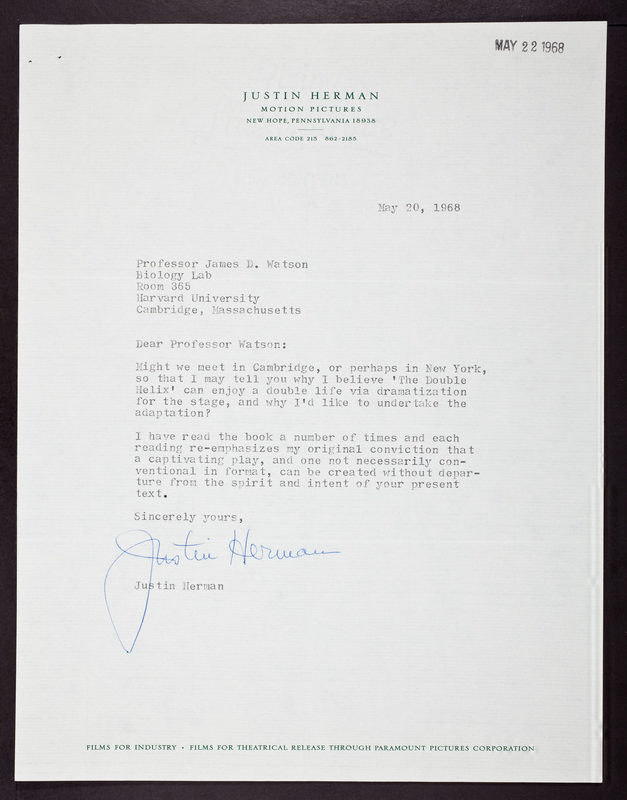 MAY 22 1968
JUSTIN HERMAN
MOTION PICTURES
NEW HOPE, PENNSYLVANIA 18938
AREA CODE 215 862-2185
May 20, 1968
Professor James D. Watson
Biology Lab
Room 365
Harvard University
Cambridge, Massachusetts
Dear Professor Watson:
Might we meet in Cambridge, or perhaps in New York,
so that I may tell you why I believe 'The Double
Helix' can enjoy a double life via dramatization
for the stage, and why I'd like to undertake the
adaptation?
I have read the book a number of times and each
reading re-emphasizes my original conviction that
a captivating play, and one not necessarily con-
ventional in format, can be created without depar-
ture from the spirit and intent of your present
text.
Sincerely yours,
Justin Herman
Justin Herman
FILMS FOR INDUSTRY • FILMS FOR THEATRICAL RELEASE THROUGH PARAMOUNT PICTURES CORPORATION